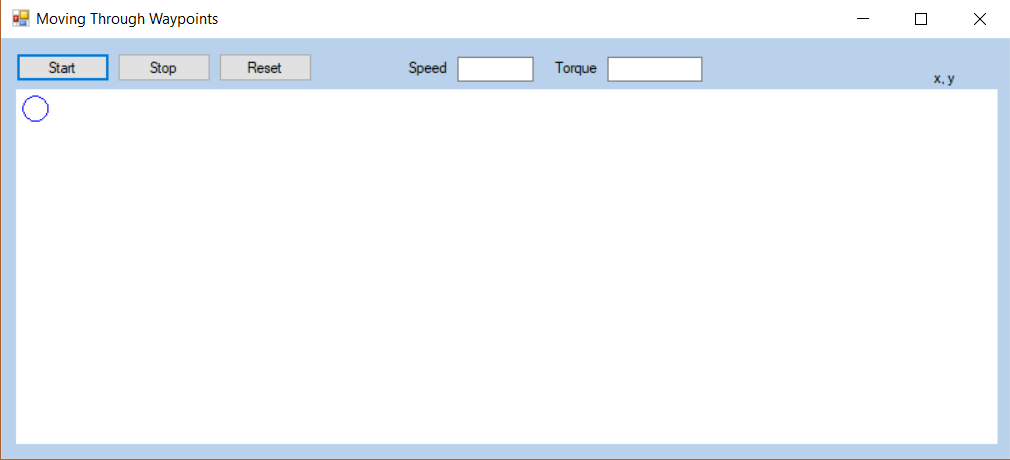 Moving Through Waypoints
Start Stop Reset Speed Torque
x, y